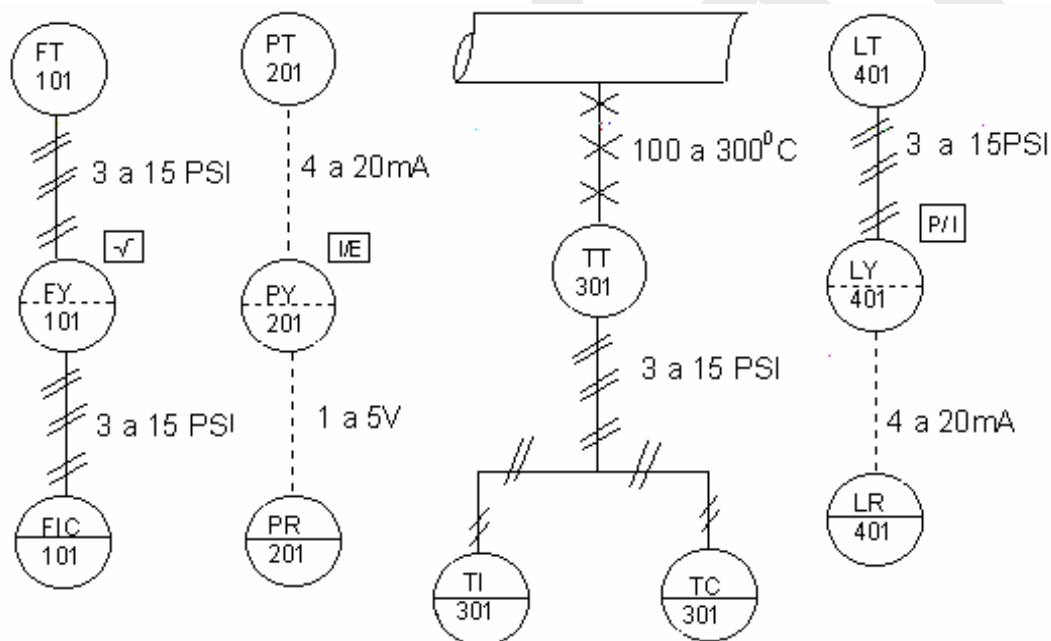 FT
101
3 a 15 PSI
-√
FY
101
3 a 15 PSI
FIC
101
PT
201
4 a 20mA
I/E
PY
201
1 a 5V
PR
201
100 a 300⁰C
TT
301
3 a 15 PSI
TI
301
TC
301
LT
401
3 a 15PSI
P/I
LY
401
4 a 20mA
LR
401